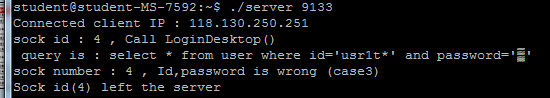 student@student-MS-7592:~$ ./server 9133
Connected client IP : 118.130.250.251
sock id : 4 , Call LoginDesktop()
query is : select * from user where id='usr1t*' and password='▒'
sock number : 4 , Id,password is wrong (case3)
Sock id(4) left the server